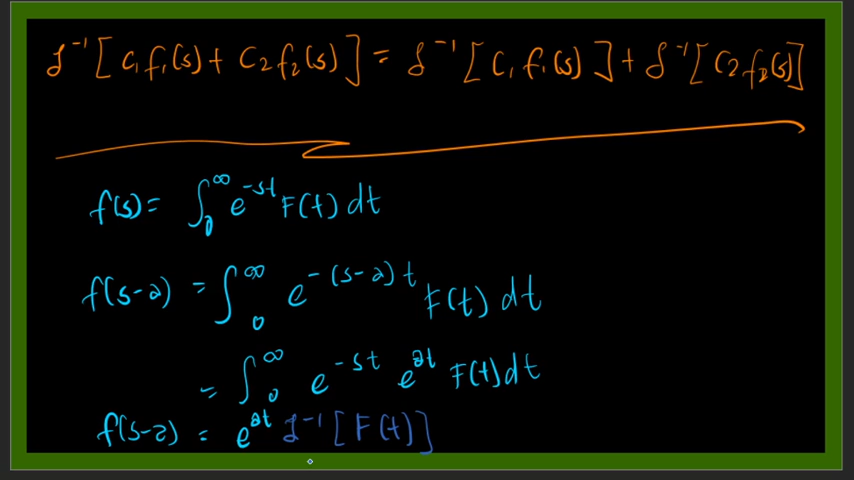 ℒ⁻¹[C₁f₁(s) + C₂f₂(s)] = ℒ⁻¹[C₁f₁(s)] + ℒ⁻¹[C₂f₂(s)]
f(s) = ∫₀^∞ e^{-st} F(t) dt
f(s-a) = ∫₀^∞ e^{-(s-a)t} F(t) dt
= ∫₀^∞ e^{-st} e^{at} F(t) dt
f(s-a) = e^{at} ℒ⁻¹[F(t)]